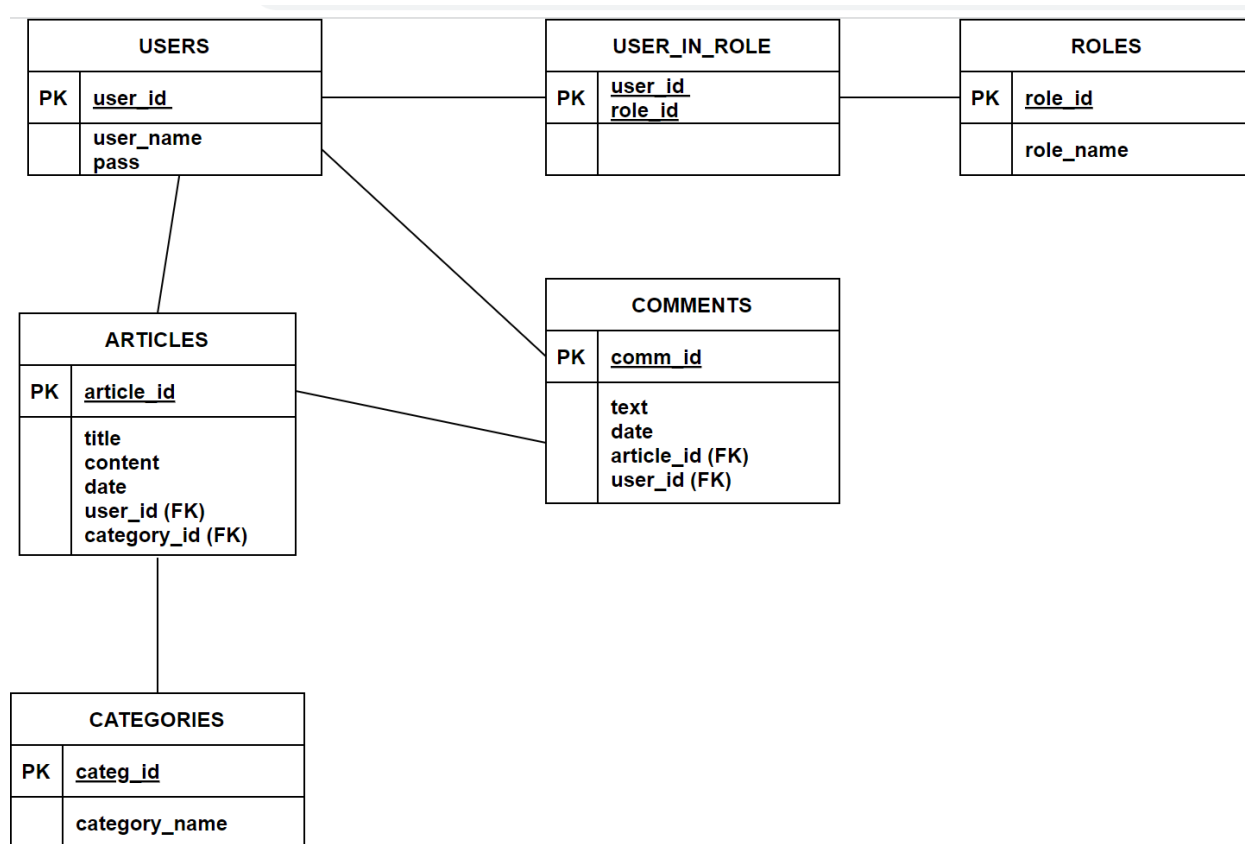 USERS
PK user_id
user_name
pass
USER_IN_ROLE
PK user_id
role_id
ROLES
PK role_id
role_name
ARTICLES
PK article_id
title
content
date
user_id (FK)
category_id (FK)
COMMENTS
PK comm_id
text
date
article_id (FK)
user_id (FK)
CATEGORIES
PK categ_id
category_name